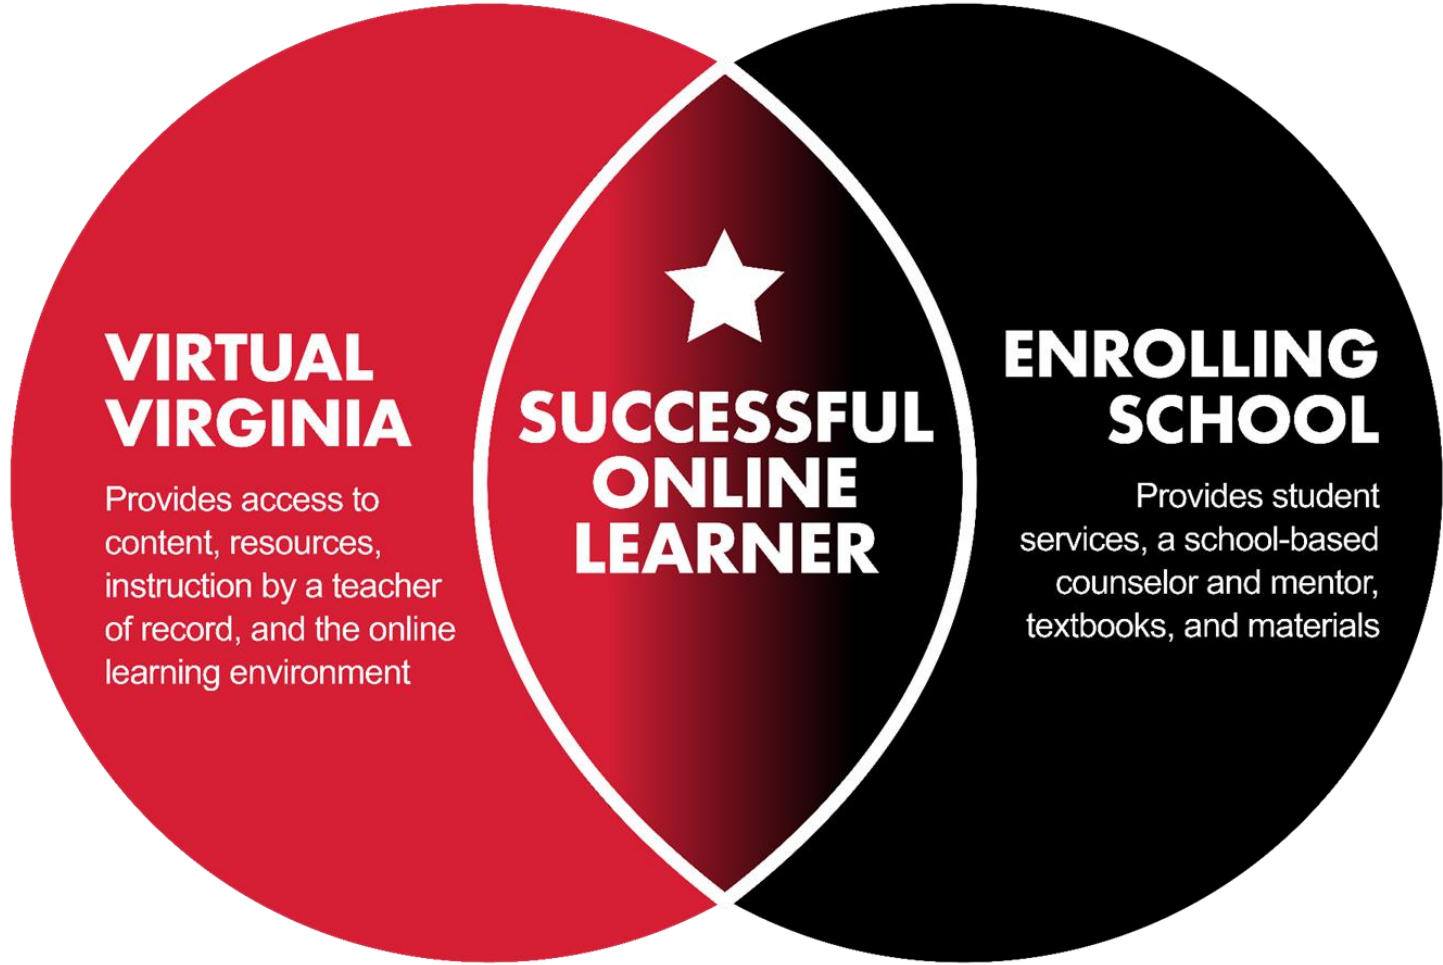 VIRTUAL
VIRGINIA
Provides access to
content, resources,
instruction by a teacher
of record, and the online
learning environment
SUCCESSFUL
ONLINE
LEARNER
ENROLLING
SCHOOL
Provides student
services, a school-based
counselor and mentor,
textbooks, and materials